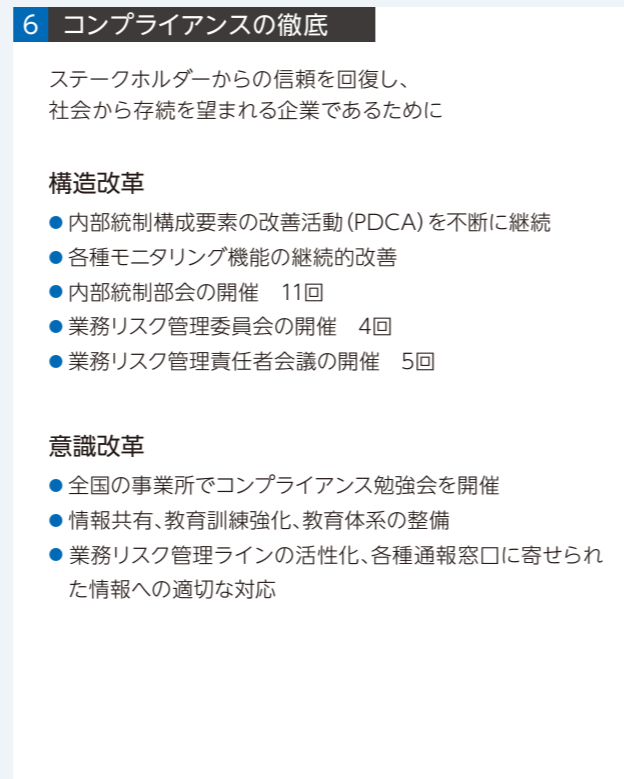 6 コンプライアンスの徹底
ステークホルダーからの信頼を回復し、
社会から存続を望まれる企業であるために
構造改革
●内部統制構成要素の改善活動(PDCA)を不断に継続
●各種モニタリング機能の継続的改善
●内部統制部会の開催　11回
●業務リスク管理委員会の開催　4回
●業務リスク管理責任者会議の開催　5回
意識改革
●全国の事業所でコンプライアンス勉強会を開催
●情報共有、教育訓練強化、教育体系の整備
●業務リスク管理ラインの活性化、各種通報窓口に寄せられ
た情報への適切な対応